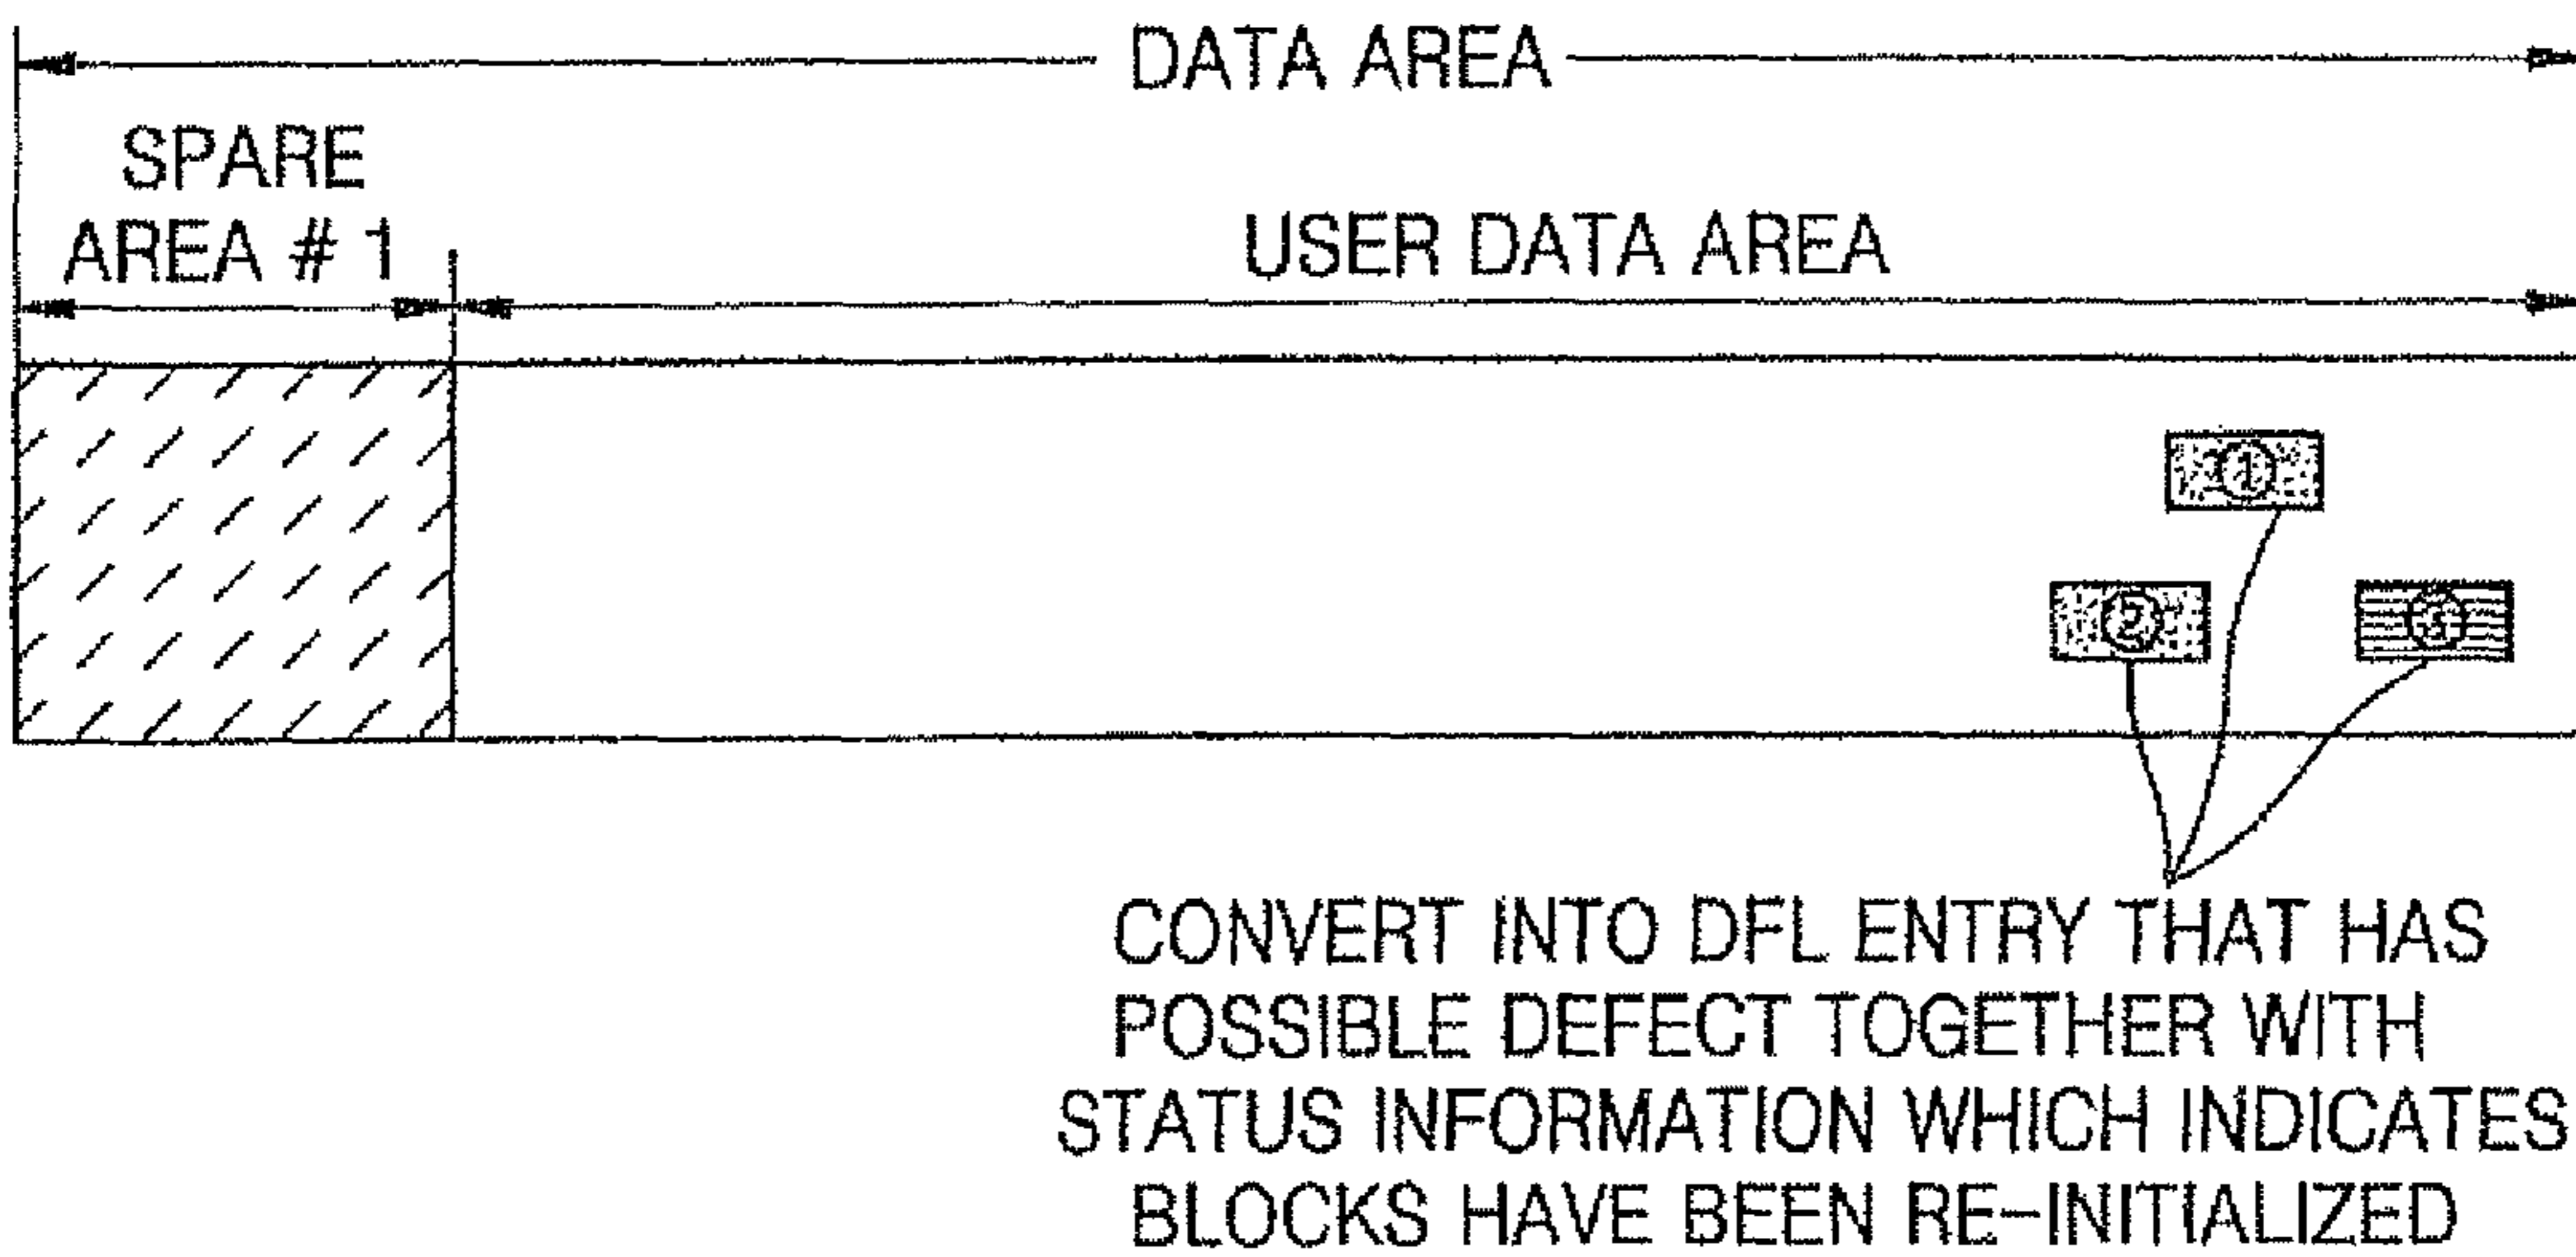 DATA AREA
SPARE
AREA # 1
USER DATA AREA
①
②
CONVERT INTO DFL ENTRY THAT HAS
POSSIBLE DEFECT TOGETHER WITH
STATUS INFORMATION WHICH INDICATES
BLOCKS HAVE BEEN RE-INITIALIZED